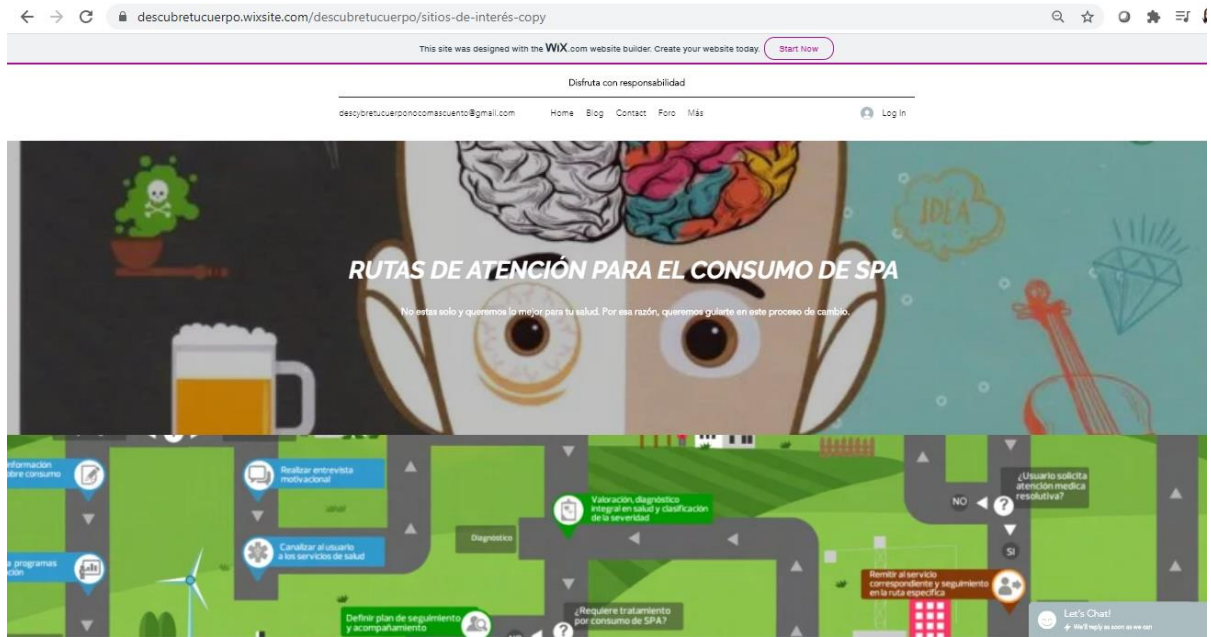 descubretucuerpo.wixsite.com/descubretucuerpo/sitios-de-interés-copy
This site was designed with the WiX.com website builder. Create your website today. Start Now
Disfruta con responsabilidad
descybretucuerponocomascuento@gmail.com Home Blog Contact Foro Más Log In
IDEA
RUTAS DE ATENCIÓN PARA EL CONSUMO DE SPA
No estas solo y queremos lo mejor para tu salud. Por esa razón, queremos guiarte en este proceso de cambio.
información
obre consumo
Realizar entrevista
motivacional
¿Usuario solicita
atención medica
resolutiva?
NO
?
SI
Valoración, diagnóstico
integral en salud y clasificación
de la severidad
Diagnóstico
Canalizar al usuario
a los servicios de salud
a programas
ción
Remitir al servicio
correspondiente y seguimiento
en la ruta específica
Definir plan de seguimiento
y acompañamiento
¿Requiere tratamiento
por consumo de SPA?
NO
?
Let's Chat!
We'll reply as soon as we can